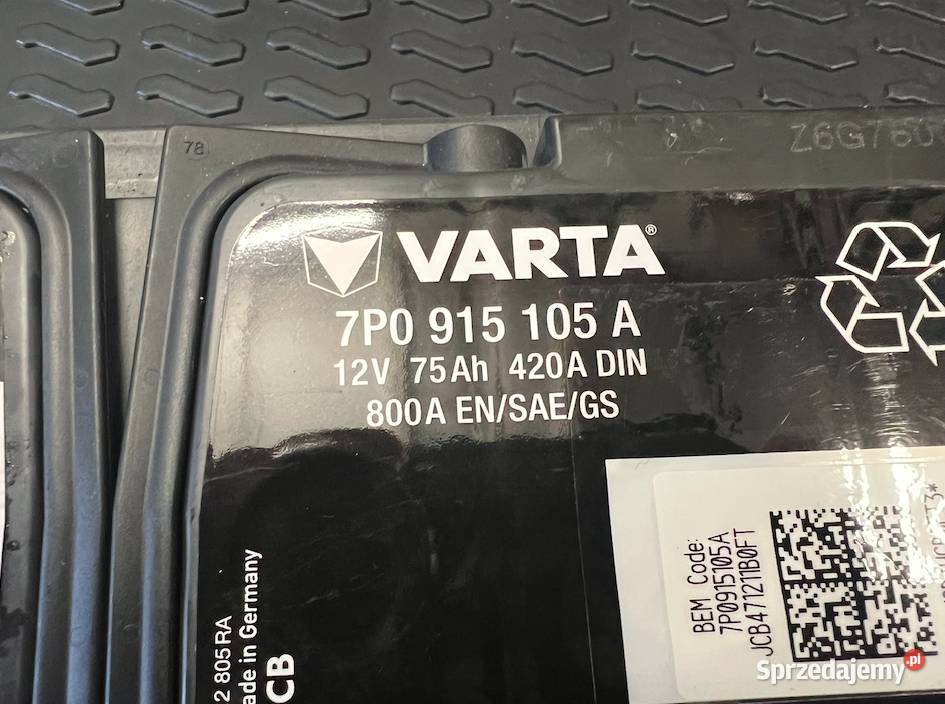 78
Z6G760
VARTA®
7P0 915 105 A
12V 75Ah 420A DIN
800A EN/SAE/GS
BEM Code:
7P0915105A
JCB471211B0FT
2 805RA
ade in Germany
CB
Sprzedajemy.pl